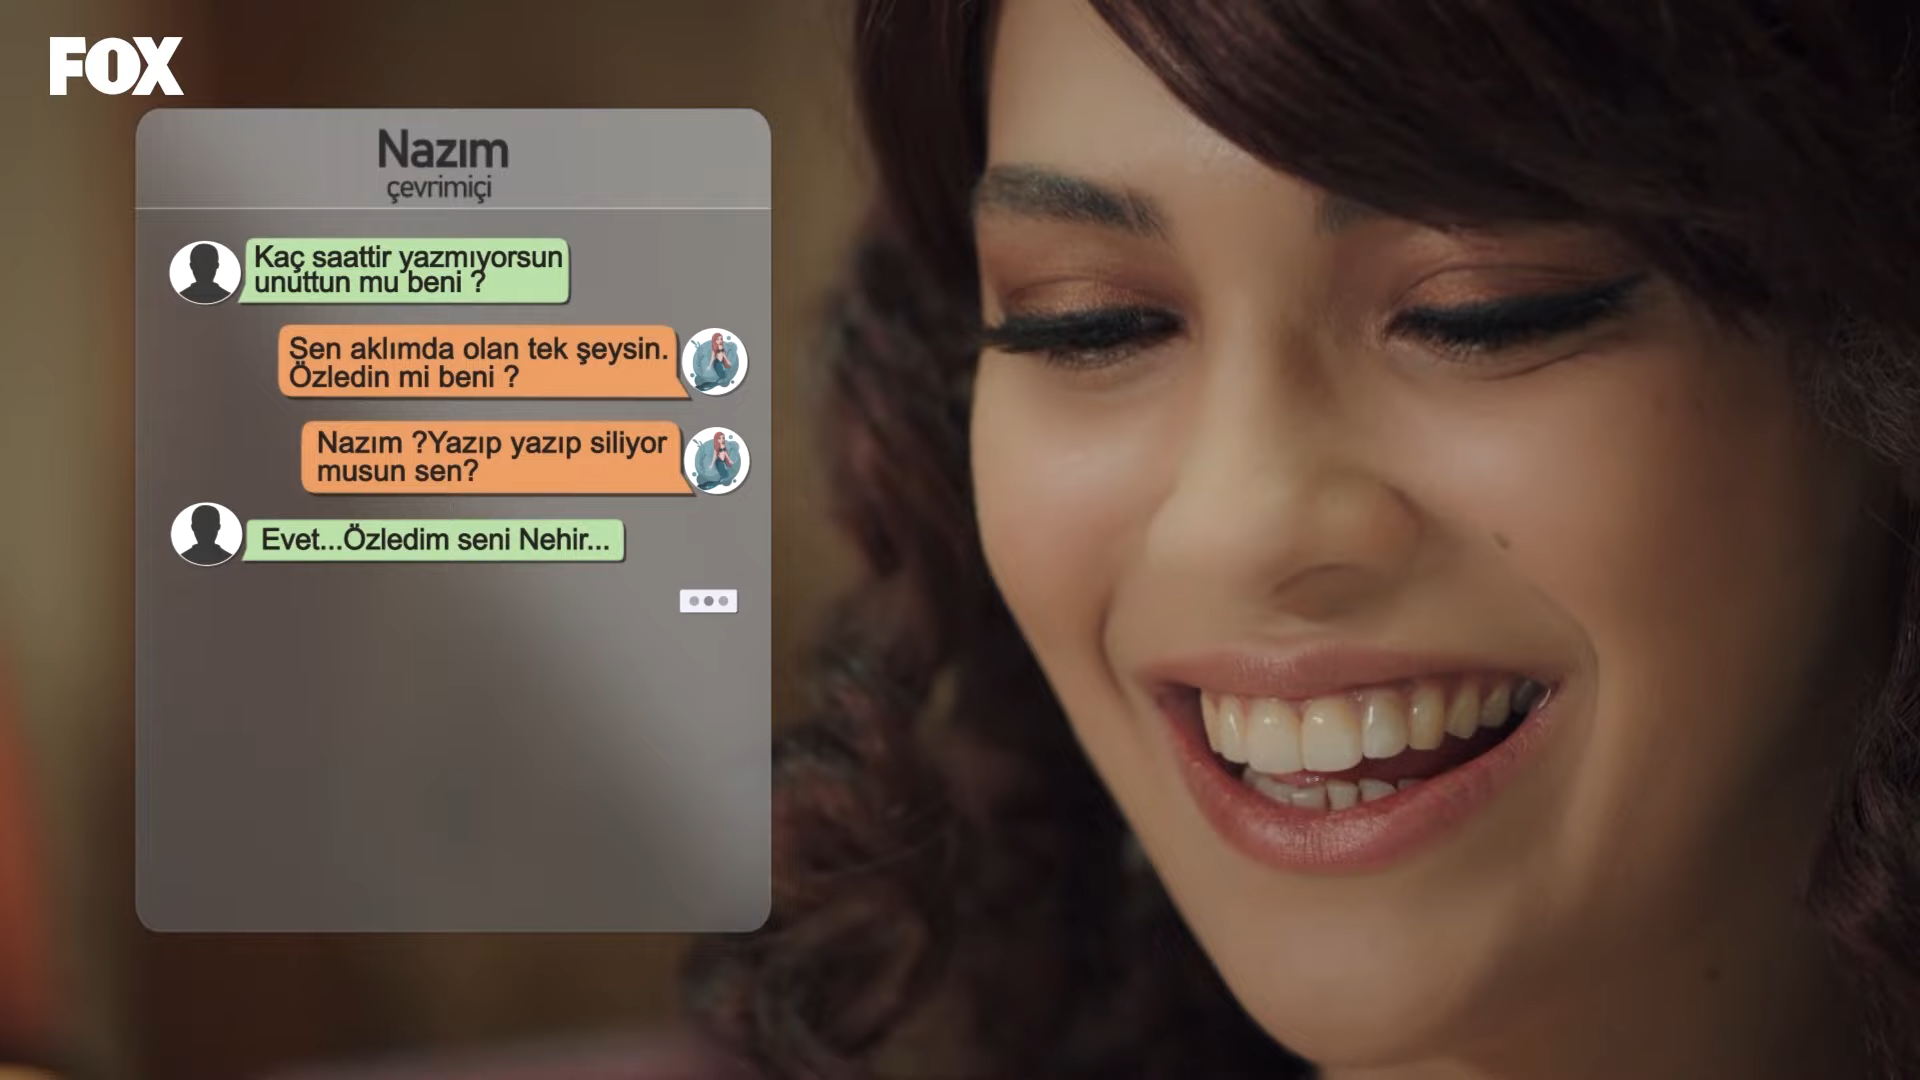 FOX
Nazım
çevrimiçi
Kaç saattir yazmıyorsun
unuttun mu beni ?
Sen aklımda olan tek şeysin.
Özledin mi beni ?
Nazım ?Yazıp yazıp siliyor
musun sen?
Evet...Özledim seni Nehir...